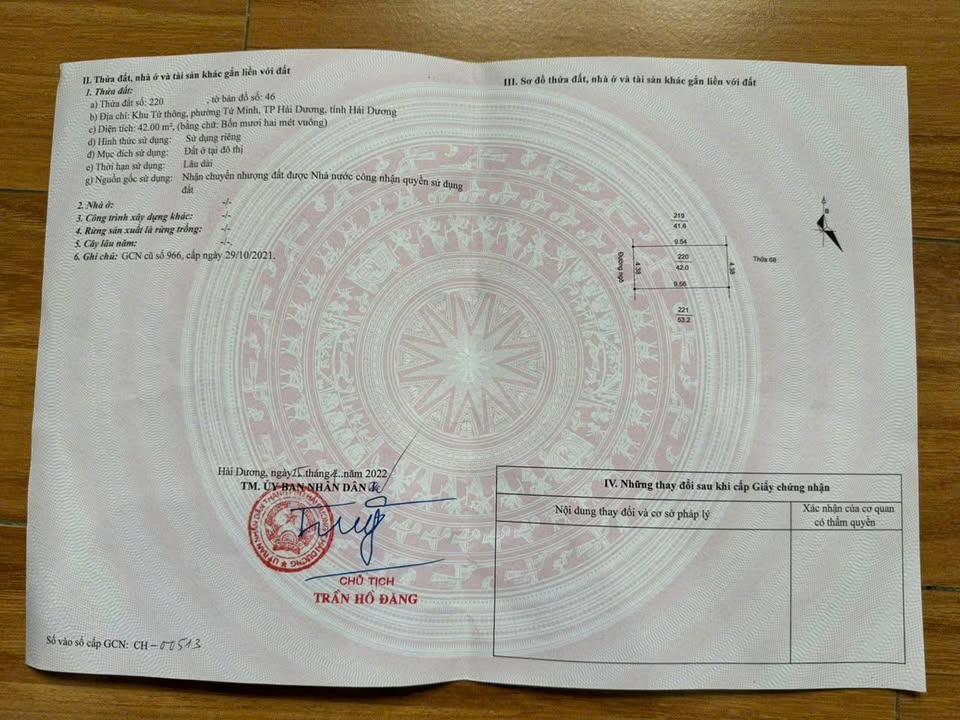 II. Thửa đất, nhà ở và tài sản khác gắn liền với đất
1. Thửa đất:
a) Thửa đất số: 220 , tờ bản đồ số: 46
b) Địa chỉ: Khu Tứ thông, phường Tứ Minh, TP Hải Dương, tỉnh Hải Dương
c) Diện tích: 42.00 m², (bằng chữ: Bốn mươi hai mét vuông)
d) Hình thức sử dụng: Sử dụng riêng
đ) Mục đích sử dụng: Đất ở tại đô thị
e) Thời hạn sử dụng: Lâu dài
g) Nguồn gốc sử dụng: Nhận chuyển nhượng đất được Nhà nước công nhận quyền sử dụng
đất
2. Nhà ở: -/-
3. Công trình xây dựng khác: -/-
4. Rừng sản xuất là rừng trồng: -/-
5. Cây lâu năm: -/-.
6. Ghi chú: GCN cũ số 966, cấp ngày 29/10/2021.
Hải Dương, ngày tháng năm 2022
TM. ỦY BAN NHÂN DÂN
CHỦ TỊCH
TRẦN HỒ ĐĂNG
Số vào sổ cấp GCN: CH-00513
III. Sơ đồ thửa đất, nhà ở và tài sản khác gắn liền với đất
B
219
41.6
9.54
Đường ngõ
4.38
220
42.0
4.38
Thửa 68
9.56
221
53.2
IV. Những thay đổi sau khi cấp Giấy chứng nhận
Nội dung thay đổi và cơ sở pháp lý
Xác nhận của cơ quan
có thẩm quyền